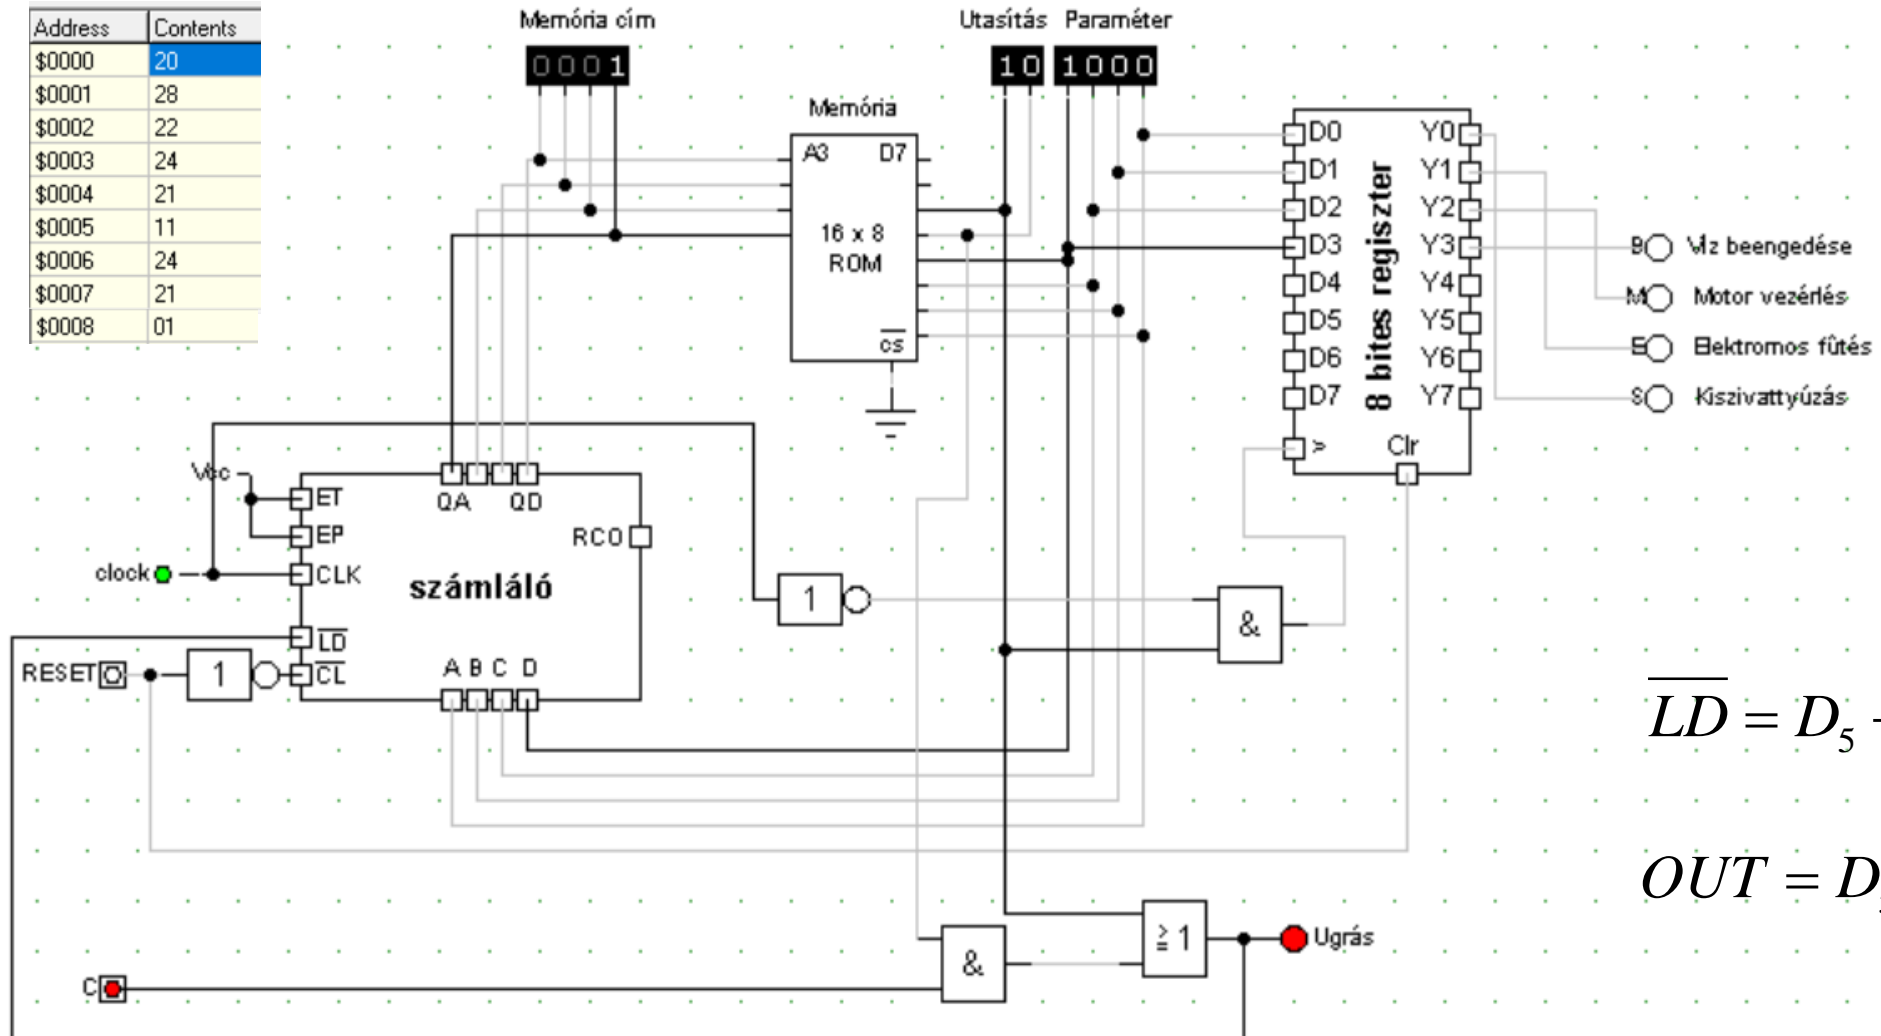 Address Contents
$0000 20
$0001 28
$0002 22
$0003 24
$0004 21
$0005 11
$0006 24
$0007 21
$0008 01
Memória cím
0001
Utasítás Paraméter
10 1000
Memória
A3 D7
16 x 8
ROM
cs
D0 Y0
D1 Y1
D2 Y2
D3 Y3
D4 Y4
D5 Y5
D6 Y6
D7 Y7
8 bites regiszter
> Clr
B Víz beengedése
M Motor vezérlés
E Elektromos fûtés
S Kiszivattyúzás
Vcc
ET
EP
clock CLK
LD
RESET 1 CL
QA QD
RCO
számláló
A B C D
1
&
LD = D5
OUT = D
& ≥1 Ugrás
C